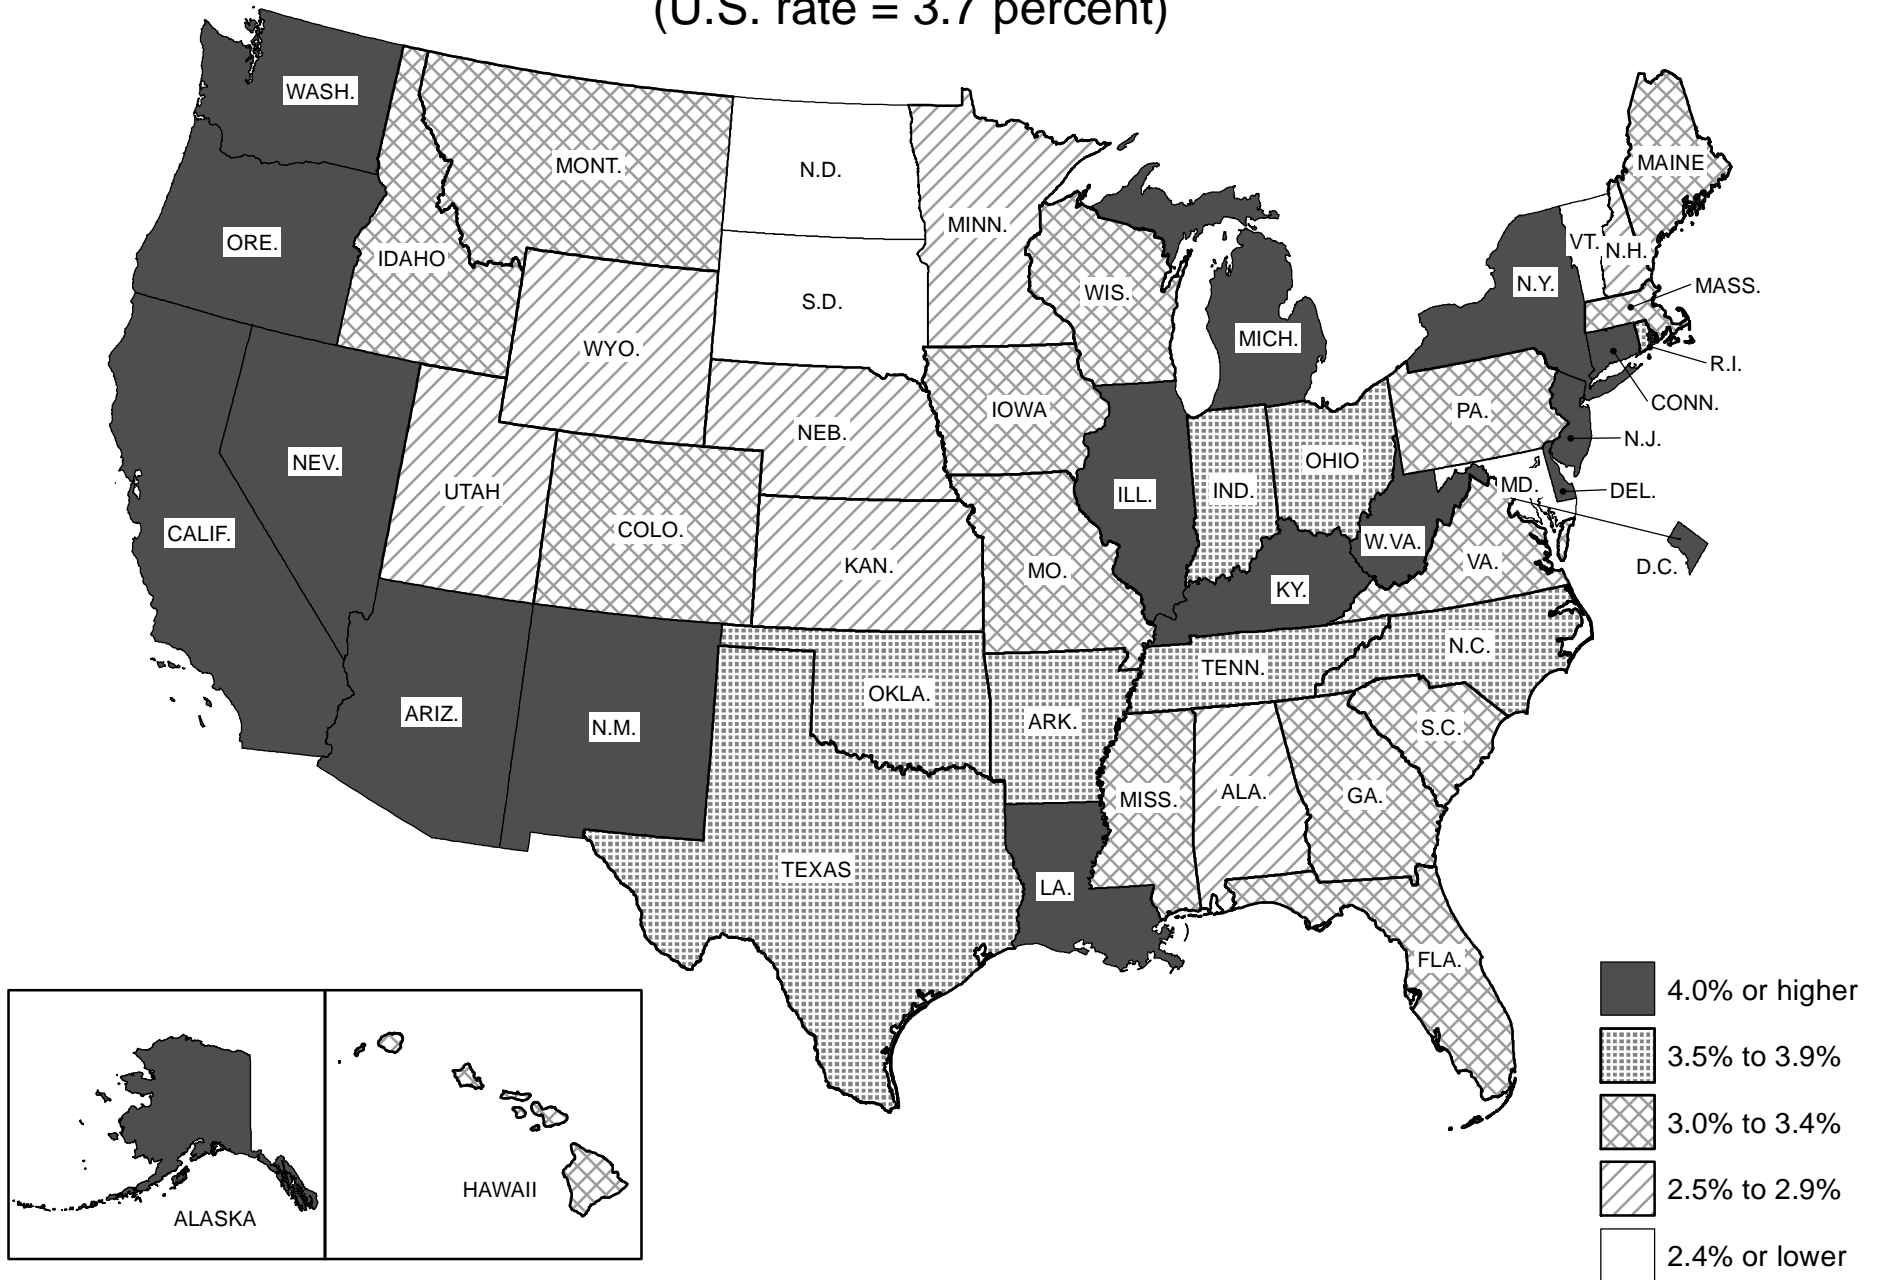 (U.S. rate = 3.7 percent)
WASH.
MONT.
N.D.
MINN.
MAINE
ORE.
IDAHO
VT.
N.H.
N.Y.
WIS.
MASS.
S.D.
MICH.
WYO.
R.I.
CONN.
IOWA
PA.
NEB.
N.J.
NEV.
OHIO
UTAH
ILL.
IND.
MD.
DEL.
CALIF.
COLO.
W.VA.
KAN.
MO.
VA.
D.C.
KY.
N.C.
TENN.
OKLA.
ARIZ.
N.M.
ARK.
S.C.
MISS.
ALA.
GA.
TEXAS
LA.
FLA.
HAWAII
ALASKA
4.0% or higher
3.5% to 3.9%
3.0% to 3.4%
2.5% to 2.9%
2.4% or lower